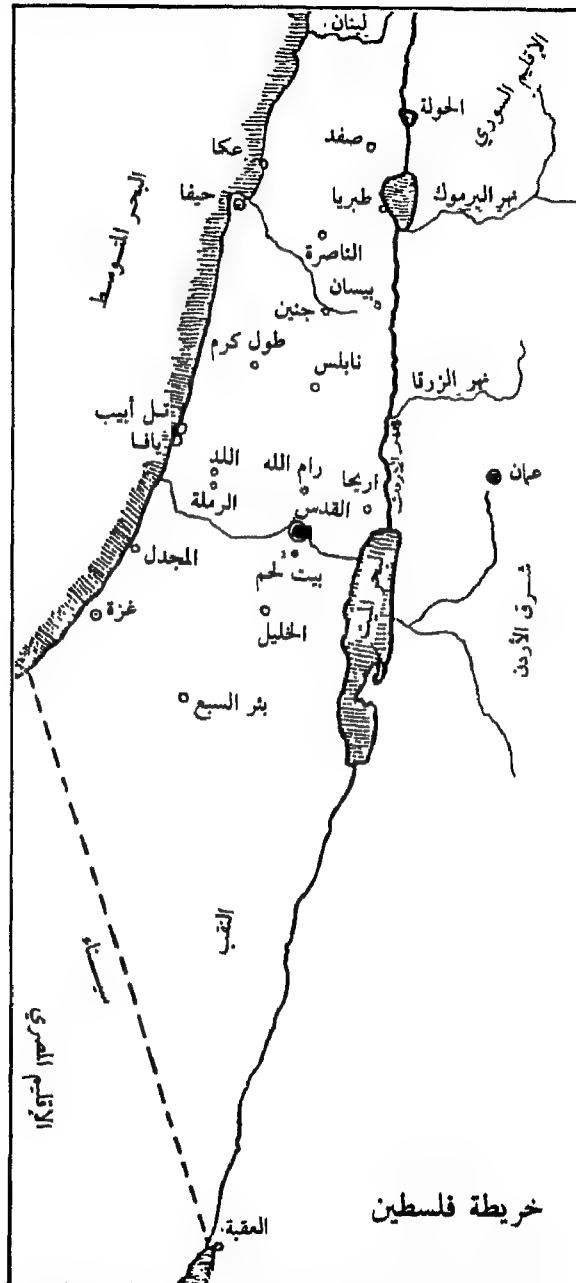 لبنان
الإقليم السوري
الحولة
صفد
عكا
حيفا
طبريا
نهر اليرموك
البحر المتوسط
الناصرة
بيسان
جنين
طول كرم
نابلس
نهر الزرقا
تل أبيب
يافا
نهر الاردن
اللد
رام الله
اريحا
عمان
الرملة
القدس
المجدل
بيت لحم
البحر الميت
شرق الأردن
غزة
الخليل
بئر السبع
النقب
سيناء
الإقليم المصري
العقبة
خريطة فلسطين